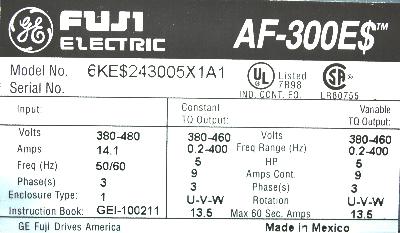 GE FUJI ELECTRIC AF-300E$™
Model No. 6KE$243005X1A1
Serial No.
UL Listed 7B98 IND. CONT. EQ.
SA LR60755
Input: Constant TQ Output: Variable TQ Output:
Volts 380-480 380-460 Volts 380-460
Amps 14.1 0.2-400 Freq Range (Hz) 0.2-400
Freq (Hz) 50/60 5 HP 5
Phase(s) 3 9 Amps Cont. 9
Enclosure Type 1 3 Phase(s) 3
U-V-W Rotation U-V-W
Instruction Book: GEI-100211 13.5 Max 60 Sec. Amps 13.5
GE Fuji Drives America Made in Mexico